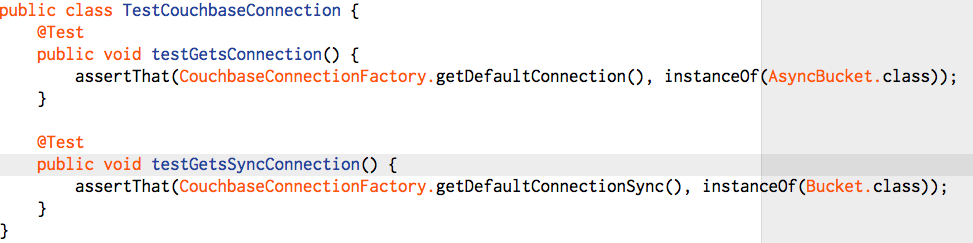 public class TestCouchbaseConnection {
    @Test
    public void testGetsConnection() {
        assertThat(CouchbaseConnectionFactory.getDefaultConnection(), instanceOf(AsyncBucket.class));
    }

    @Test
    public void testGetsSyncConnection() {
        assertThat(CouchbaseConnectionFactory.getDefaultConnectionSync(), instanceOf(Bucket.class));
    }
}